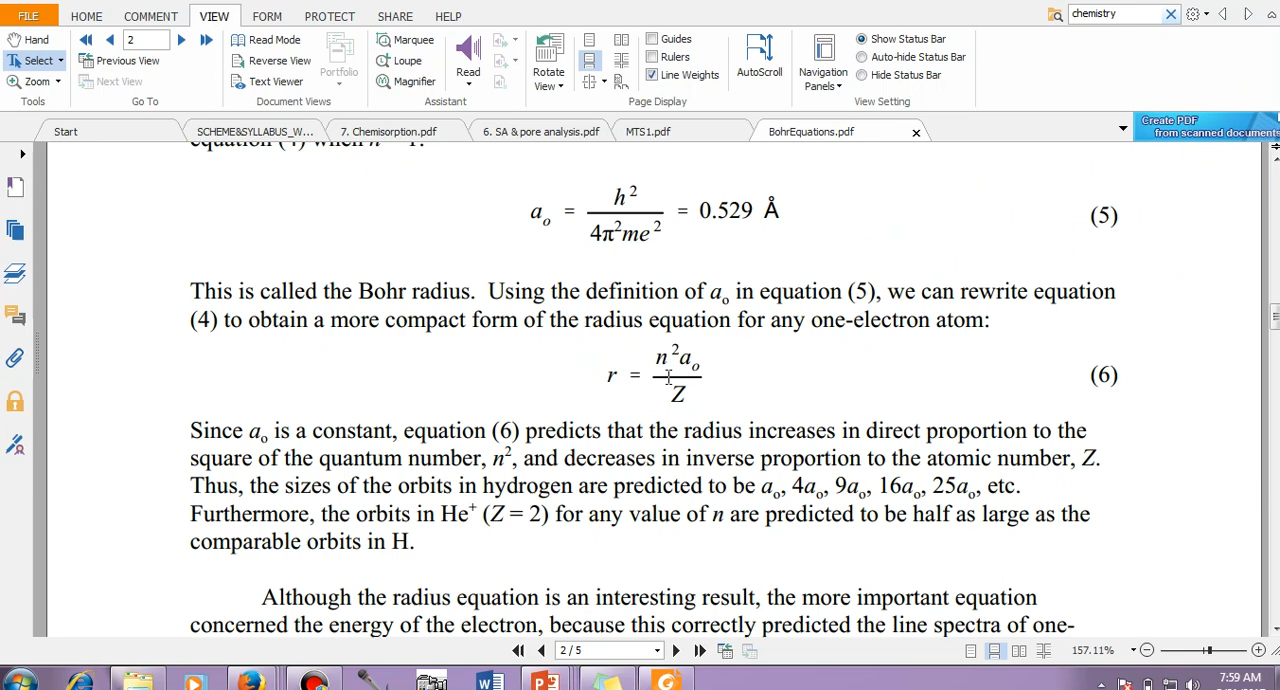 FILE HOME COMMENT VIEW FORM PROTECT SHARE HELP chemistry
Hand 2 Read Mode Marquee Guides Show Status Bar
Select Previous View Reverse View Loupe Rulers Auto-hide Status Bar
Zoom Next View Text Viewer Portfolio Magnifier Read Rotate View Line Weights AutoScroll Navigation Panels Hide Status Bar
Tools Go To Document Views Assistant Page Display View Setting
Start SCHEME&SYLLABUS_W... 7. Chemisorption.pdf 6. SA & pore analysis.pdf MTS1.pdf BohrEquations.pdf
Create PDF
from scanned documents
aₒ = h² / 4π²me² = 0.529 Å (5)
This is called the Bohr radius. Using the definition of aₒ in equation (5), we can rewrite equation
(4) to obtain a more compact form of the radius equation for any one-electron atom:
r = n²aₒ / Z (6)
Since aₒ is a constant, equation (6) predicts that the radius increases in direct proportion to the
square of the quantum number, n², and decreases in inverse proportion to the atomic number, Z.
Thus, the sizes of the orbits in hydrogen are predicted to be aₒ, 4aₒ, 9aₒ, 16aₒ, 25aₒ, etc.
Furthermore, the orbits in He⁺ (Z = 2) for any value of n are predicted to be half as large as the
comparable orbits in H.
Although the radius equation is an interesting result, the more important equation
concerned the energy of the electron, because this correctly predicted the line spectra of one-
2 / 5 157.11%
7:59 AM